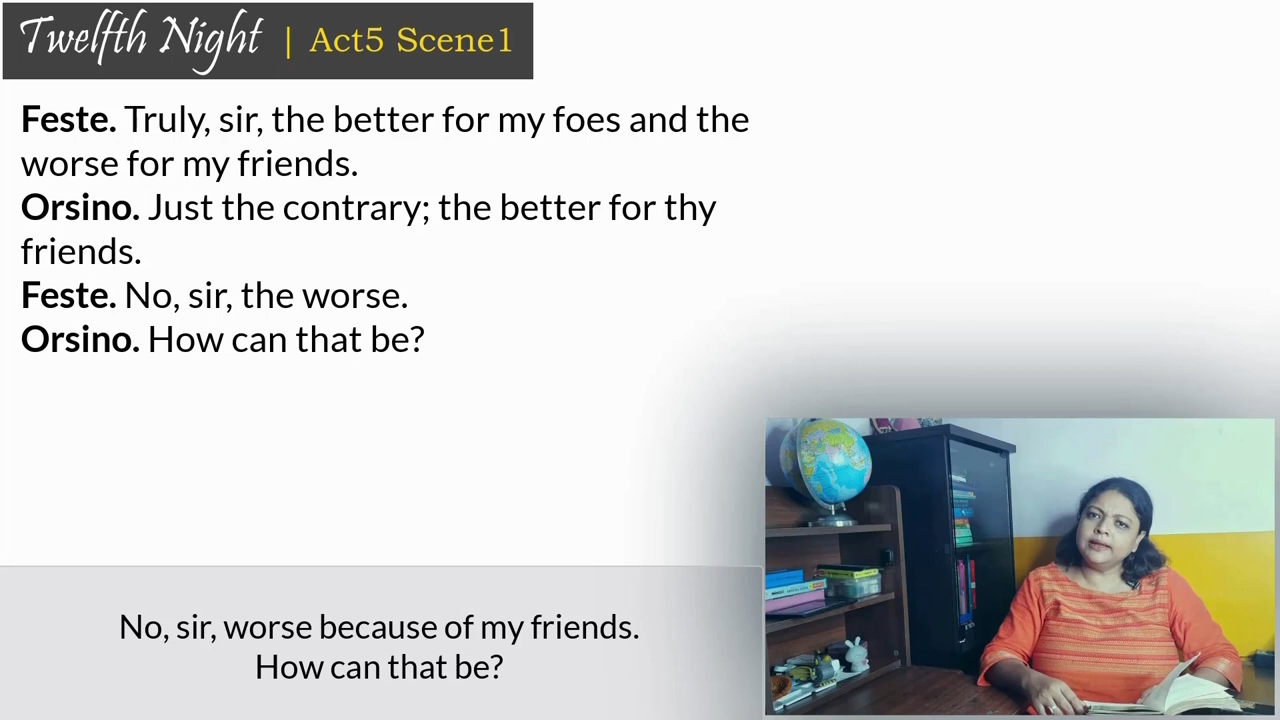 Twelfth Night | Act5 Scene1
Feste. Truly, sir, the better for my foes and the
worse for my friends.
Orsino. Just the contrary; the better for thy
friends.
Feste. No, sir, the worse.
Orsino. How can that be?
No, sir, worse because of my friends.
How can that be?